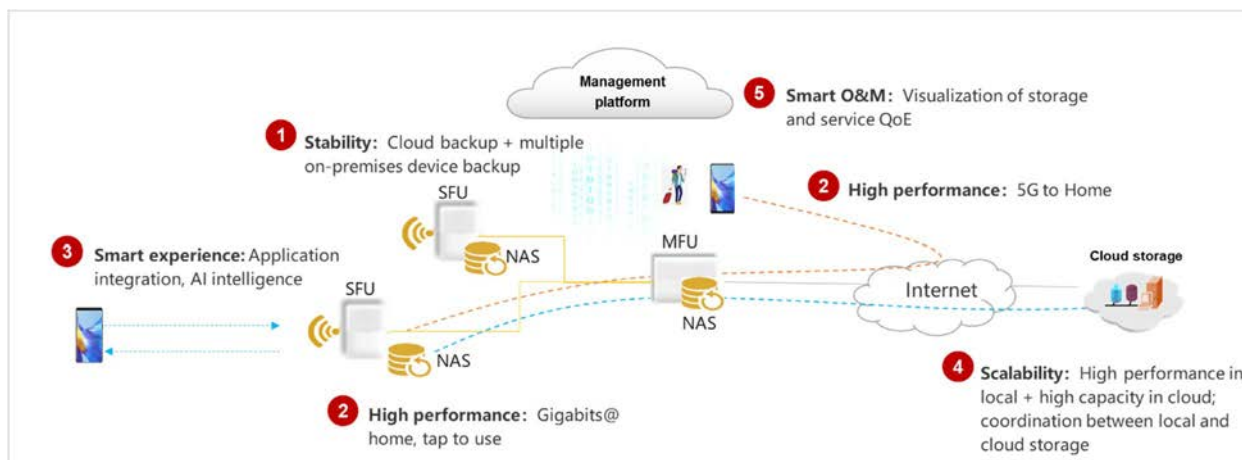 Management
platform
5 Smart O&M: Visualization of storage
and service QoE
1 Stability: Cloud backup + multiple
on-premises device backup
2 High performance: 5G to Home
SFU
NAS
MFU
NAS
3 Smart experience: Application
integration, AI intelligence
SFU
NAS
Internet
Cloud storage
2 High performance: Gigabits@
home, tap to use
4 Scalability: High performance in
local + high capacity in cloud;
coordination between local and
cloud storage